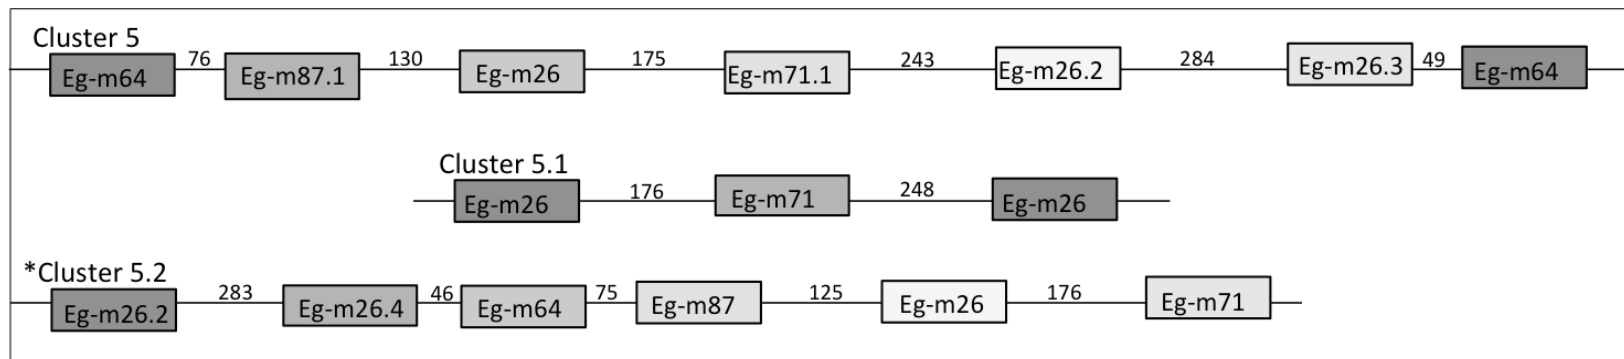 Cluster 5
Eg-m64 76 Eg-m87.1 130 Eg-m26 175 Eg-m71.1 243 Eg-m26.2 284 Eg-m26.3 49 Eg-m64
Cluster 5.1
Eg-m26 176 Eg-m71 248 Eg-m26
*Cluster 5.2
Eg-m26.2 283 Eg-m26.4 46 Eg-m64 75 Eg-m87 125 Eg-m26 176 Eg-m71